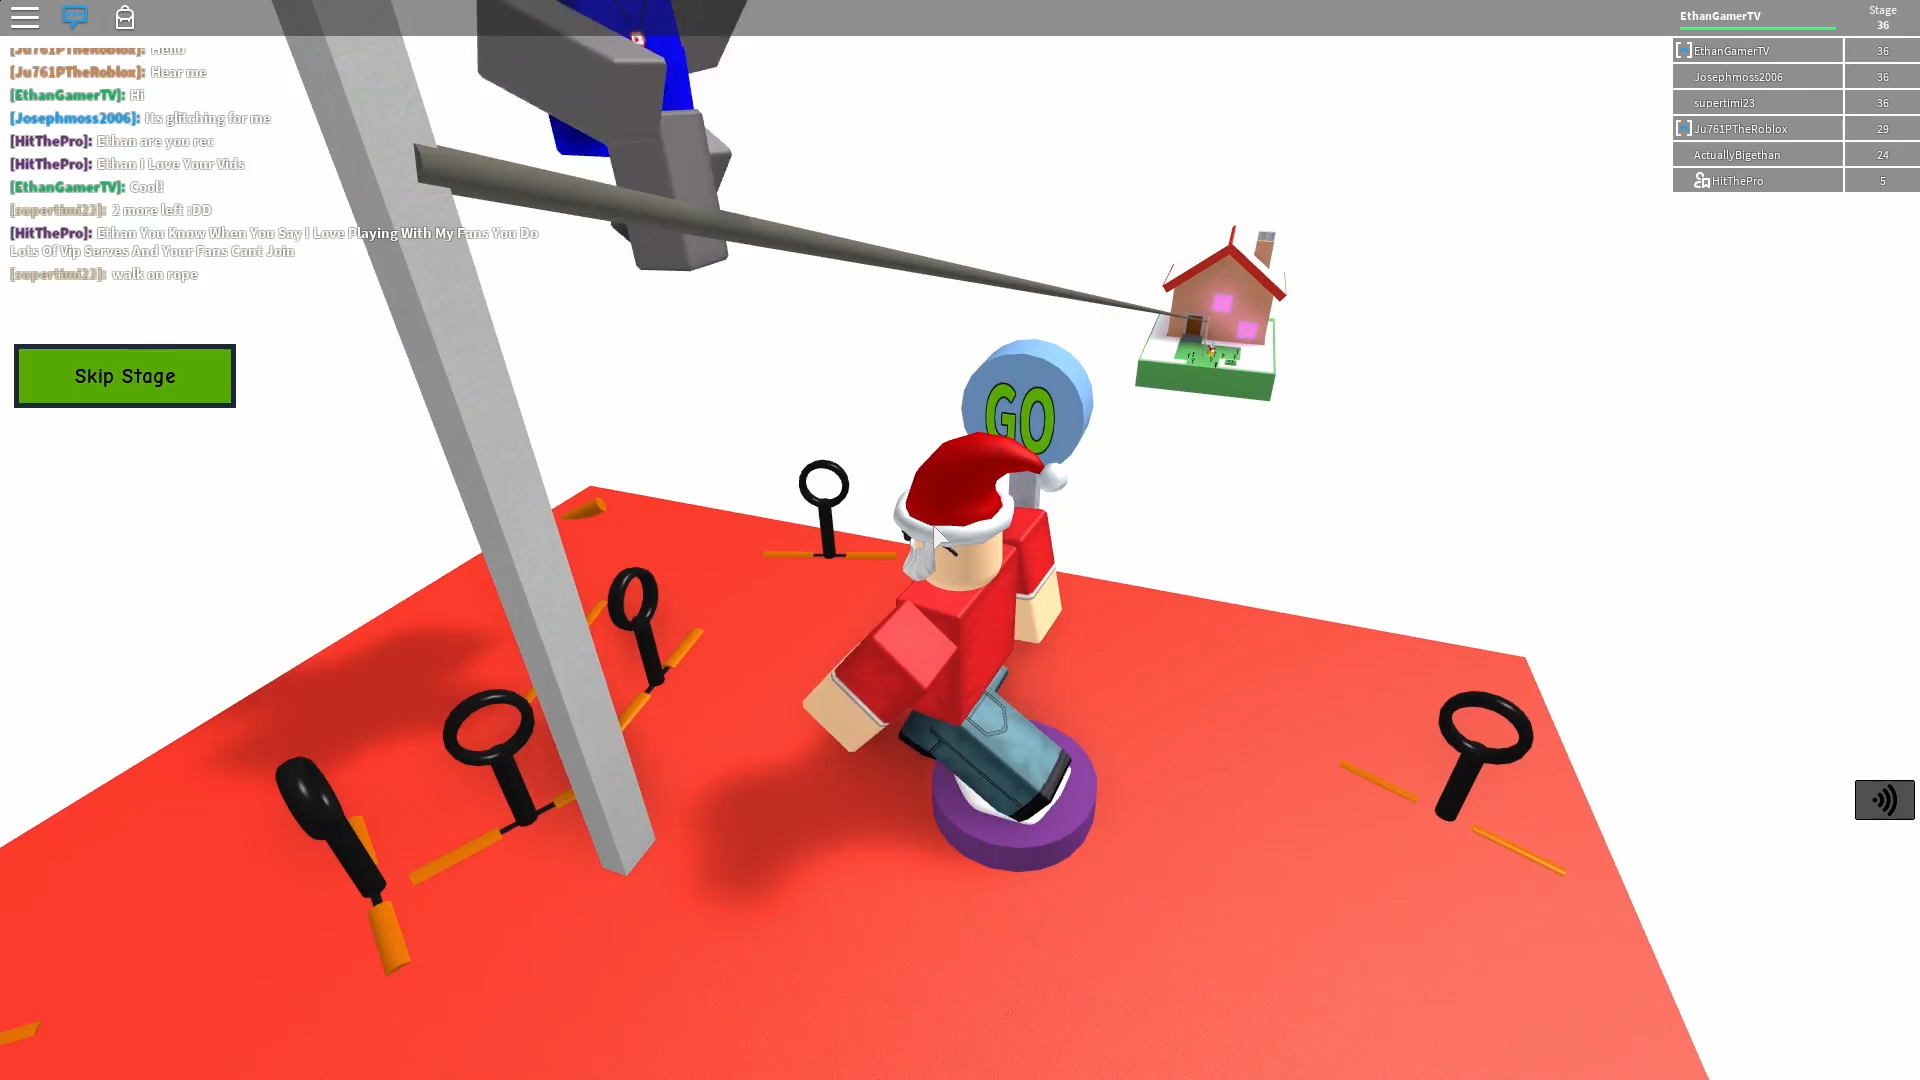 EthanGamerTV
Stage
36
[Ju761PTheRoblox]: Hello
[Ju761PTheRoblox]: Hear me
[EthanGamerTV]: Hi
[Josephmoss2006]: Its glitching for me
[HitThePro]: Ethan are you rec
[HitThePro]: Ethan I Love Your Vids
[EthanGamerTV]: Cool!
[supertimi23]: 2 more left :DD
[HitThePro]: Ethan You Know When You Say I Love Playing With My Fans You Do
Lots Of Vip Serves And Your Fans Cant Join
[supertimi23]: walk on rope
EthanGamerTV 36
Josephmoss2006 36
supertimi23 36
Ju761PTheRoblox 29
ActuallyBigethan 24
HitThePro 5
Skip Stage
GO